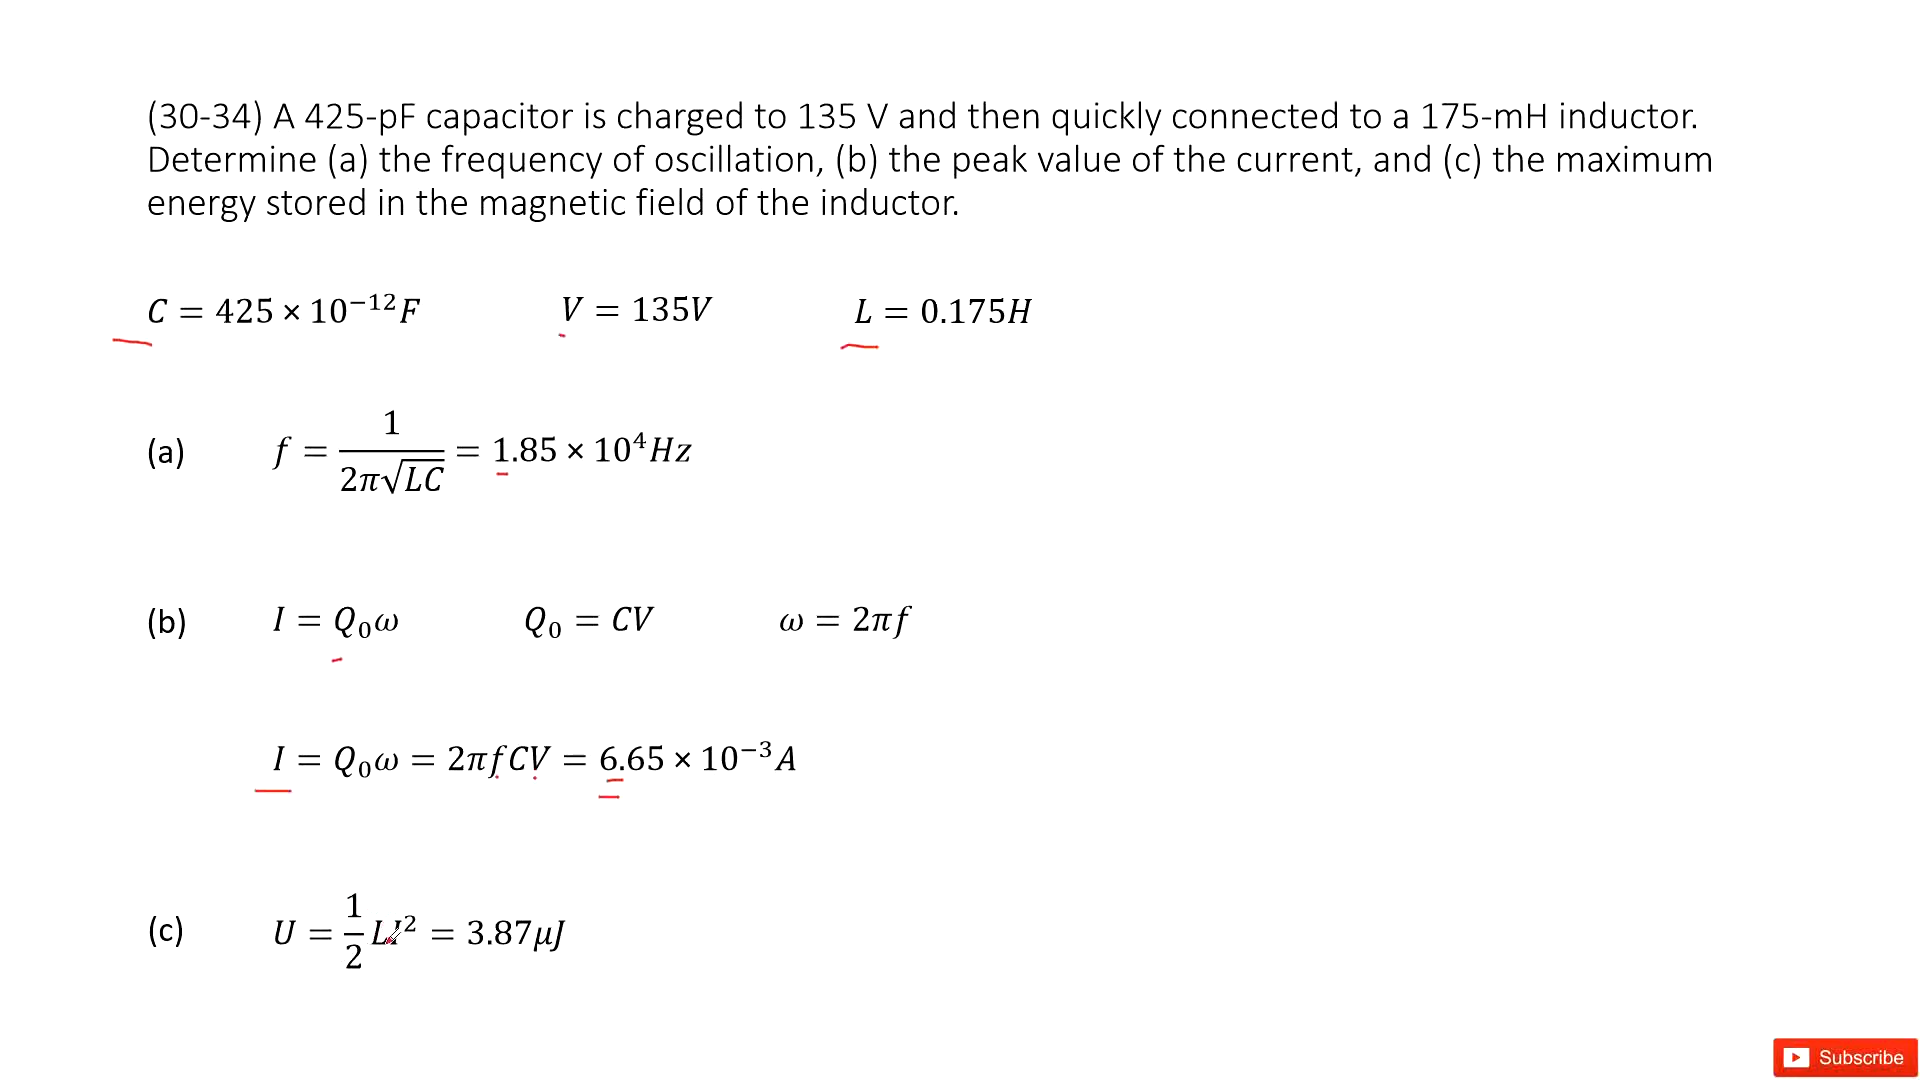 (30-34) A 425-pF capacitor is charged to 135 V and then quickly connected to a 175-mH inductor.
Determine (a) the frequency of oscillation, (b) the peak value of the current, and (c) the maximum
energy stored in the magnetic field of the inductor.
C = 425 × 10⁻¹²F V = 135V L = 0.175H
(a) f = 1/(2π√LC) = 1.85 × 10⁴Hz
(b) I = Q₀ω Q₀ = CV ω = 2πf
I = Q₀ω = 2πfCV = 6.65 × 10⁻³A
(c) U = 1/2 LI² = 3.87μJ
Subscribe